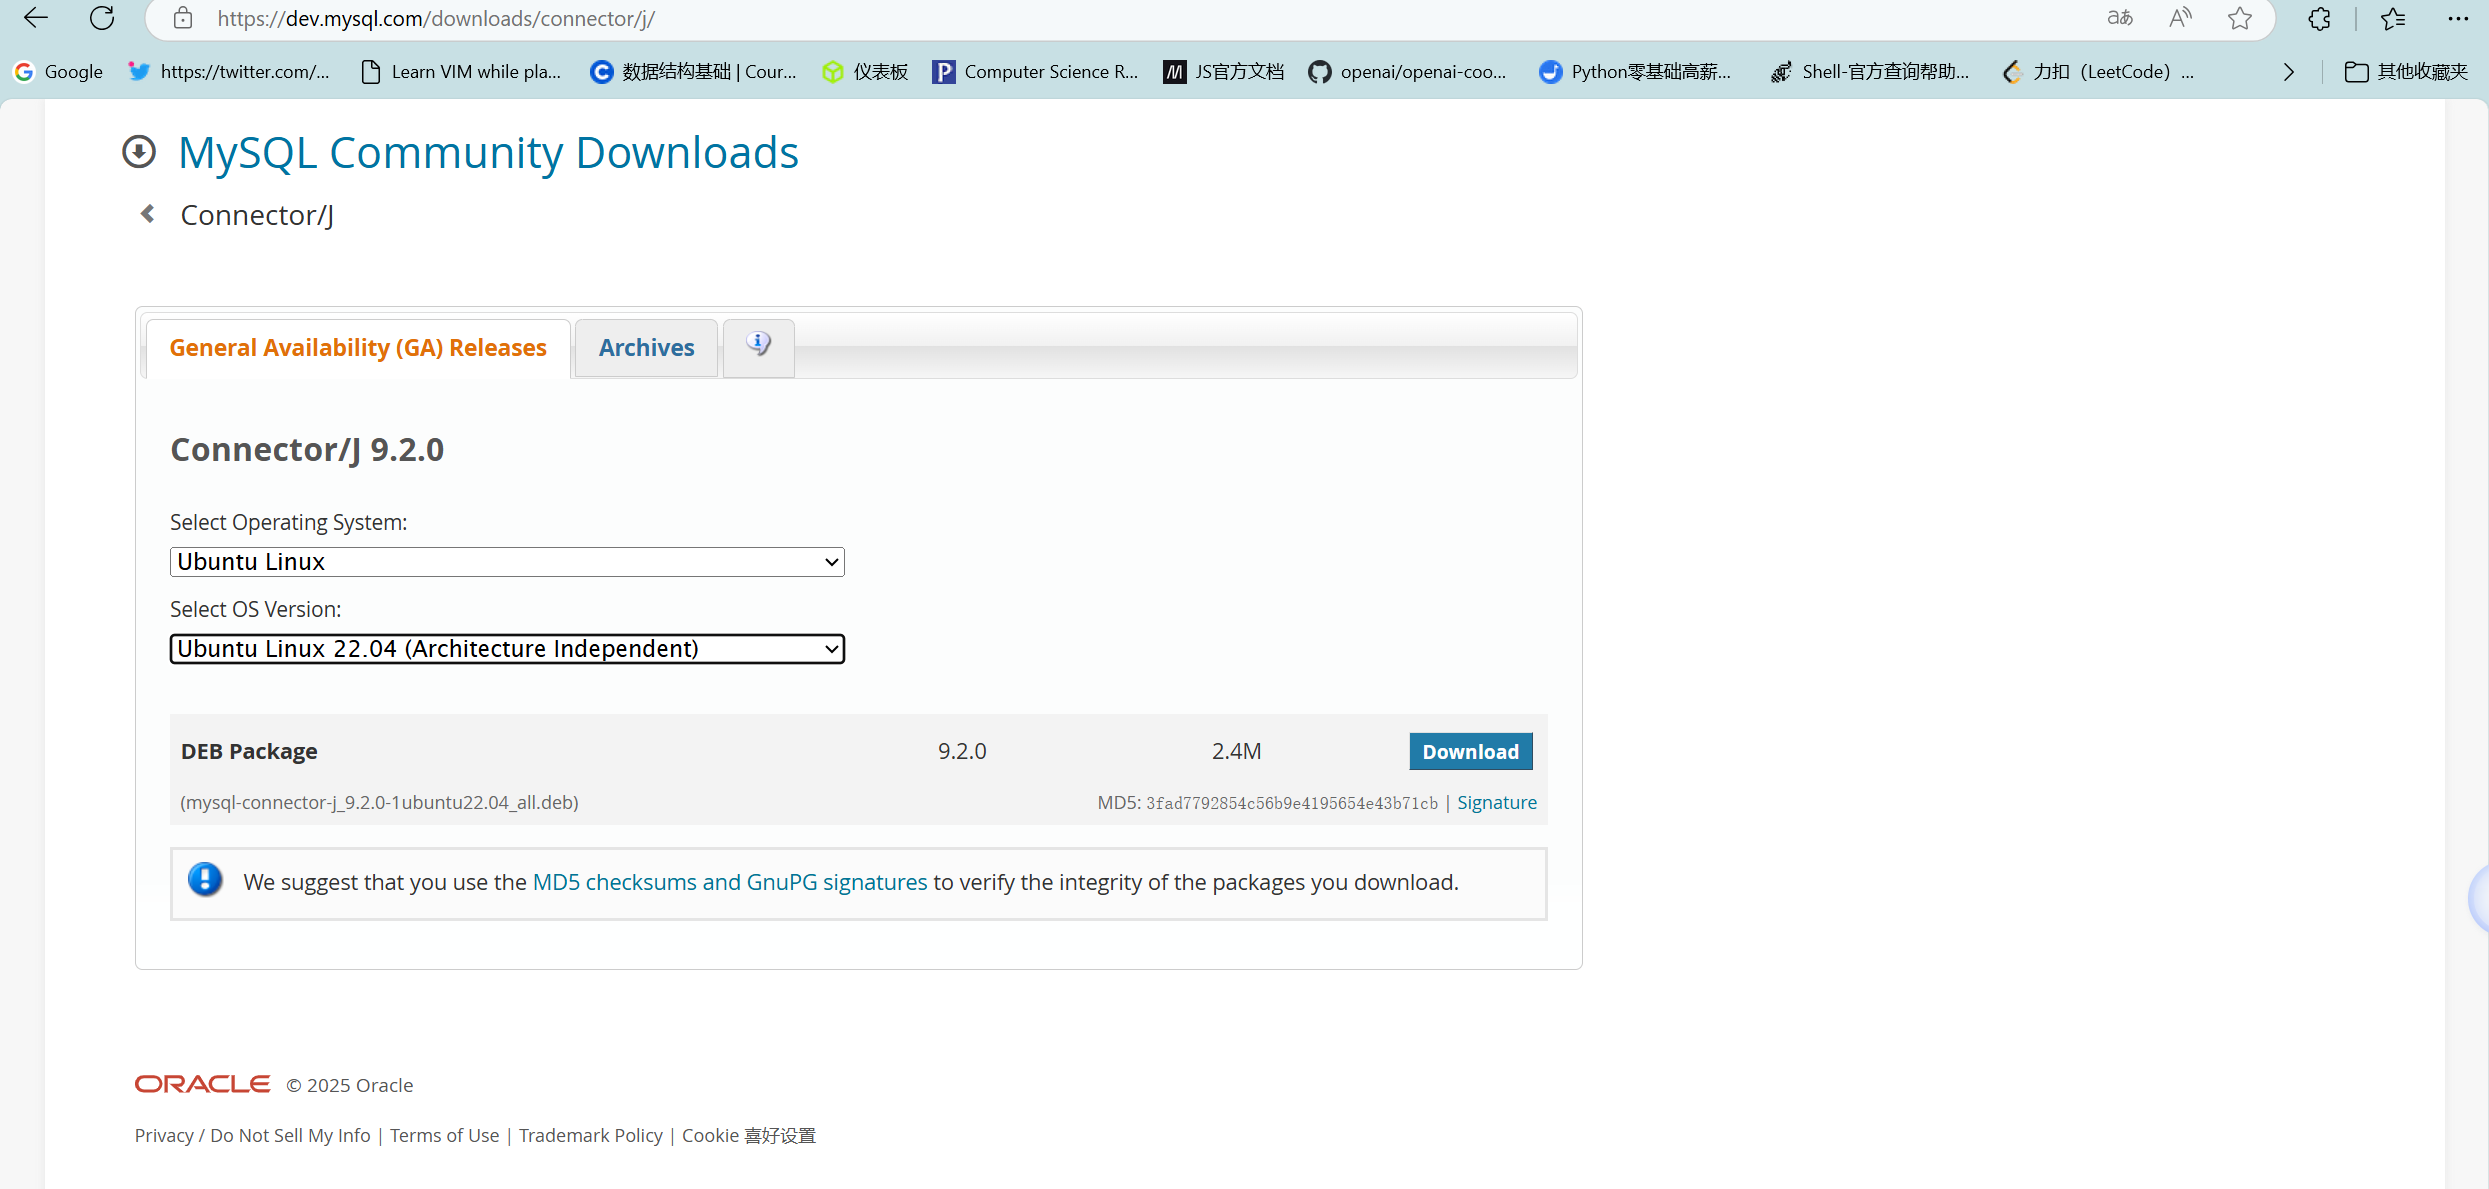 https://dev.mysql.com/downloads/connector/j/
Google https://twitter.com/... Learn VIM while pla... 数据结构基础 | Cour... 仪表板 Computer Science R... JS官方文档 openai/openai-coo... Python零基础高薪... Shell-官方查询帮助... 力扣（LeetCode）... 其他收藏夹
MySQL Community Downloads
Connector/J
General Availability (GA) Releases Archives
Connector/J 9.2.0
Select Operating System:
Ubuntu Linux
Select OS Version:
Ubuntu Linux 22.04 (Architecture Independent)
DEB Package 9.2.0 2.4M Download
(mysql-connector-j_9.2.0-1ubuntu22.04_all.deb) MD5: 3fad7792854c56b9e4195654e43b71cb | Signature
We suggest that you use the MD5 checksums and GnuPG signatures to verify the integrity of the packages you download.
ORACLE © 2025 Oracle
Privacy / Do Not Sell My Info | Terms of Use | Trademark Policy | Cookie 喜好设置